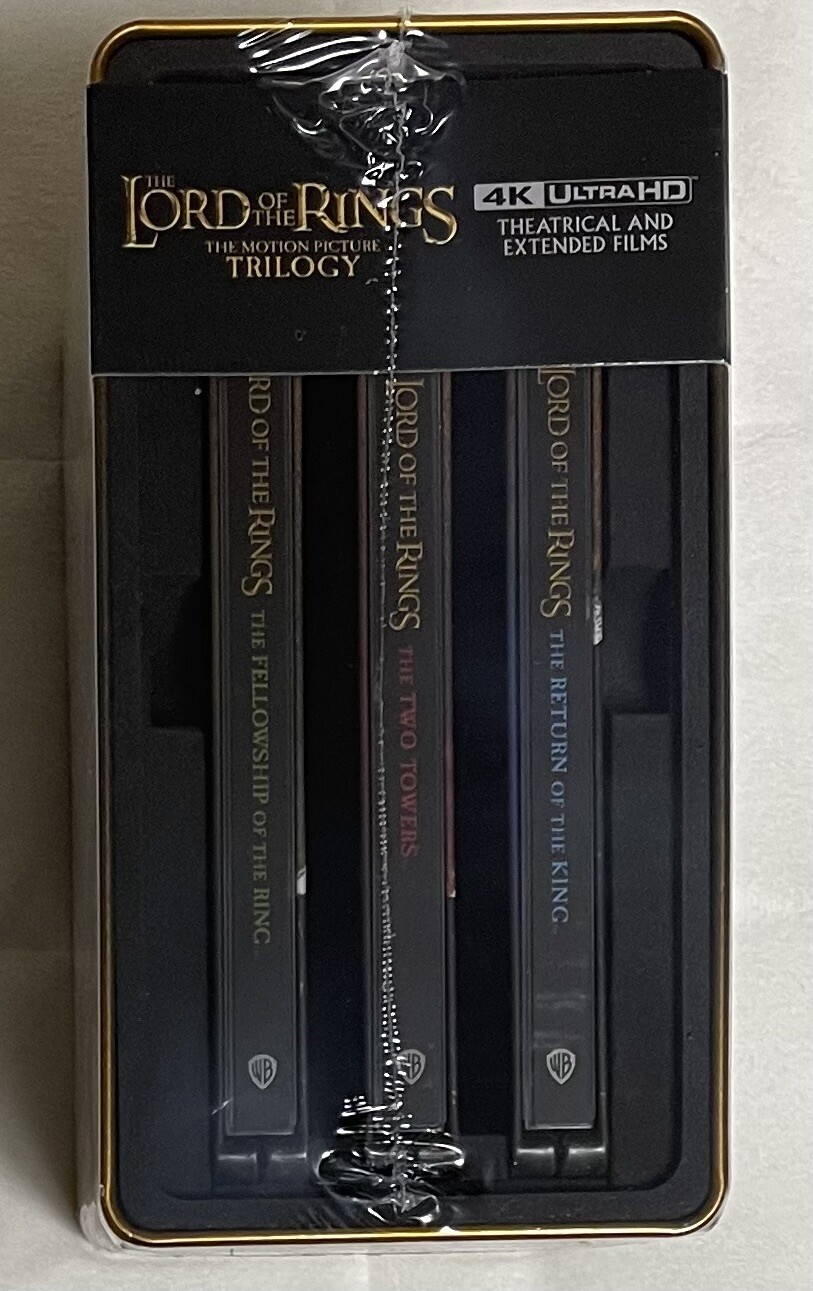 THE
LORD OF THE RINGS
THE MOTION PICTURE
TRILOGY
4K ULTRA HD
THEATRICAL AND
EXTENDED FILMS
RD OF THE RINGS THE FELLOWSHIP OF THE RING
LORD OF THE RINGS THE TWO TOWERS
LORD OF THE RINGS THE RETURN OF THE KING
WB
WB
WB